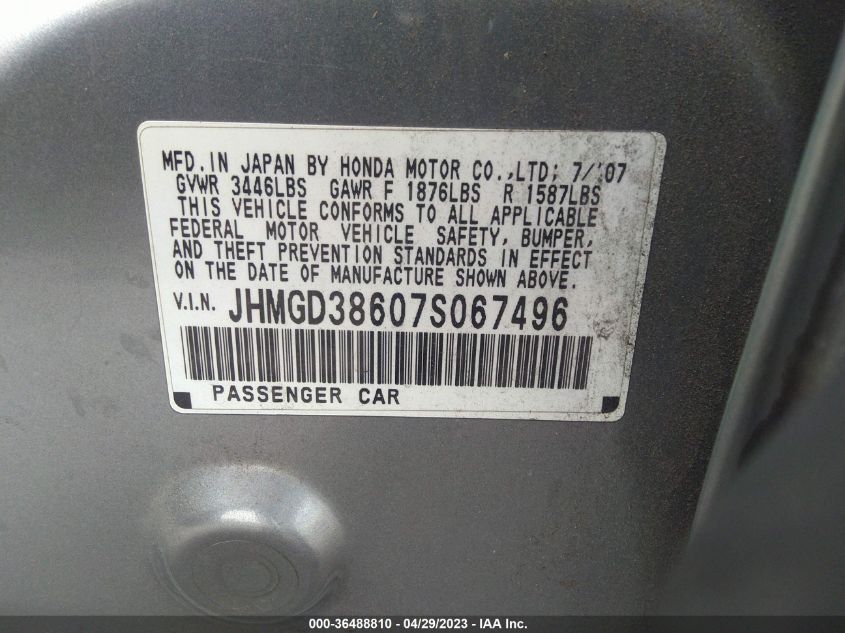 MFD.IN JAPAN BY HONDA MOTOR CO.,LTD; 7/'07
GVWR 3446LBS GAWR F 1876LBS R 1587LBS
THIS VEHICLE CONFORMS TO ALL APPLICABLE
FEDERAL MOTOR VEHICLE SAFETY, BUMPER,
AND THEFT PREVENTION STANDARDS IN EFFECT
ON THE DATE OF MANUFACTURE SHOWN ABOVE.
V.I.N. JHMGD38607S067496
PASSENGER CAR
000-36488810 - 04/29/2023 - IAA Inc.